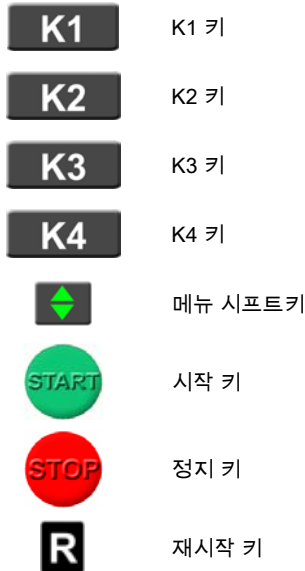 K1 K1 키
K2 K2 키
K3 K3 키
K4 K4 키
메뉴 시프트키
START 시작 키
STOP 정지 키
R 재시작 키